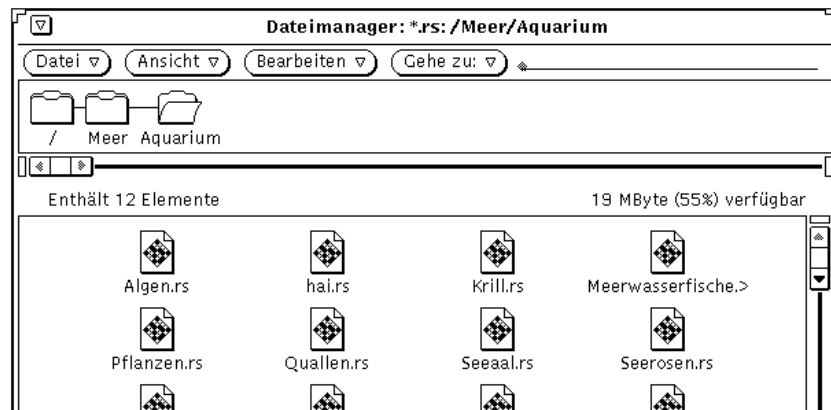 Dateimanager: *.rs: /Meer/Aquarium
Datei Ansicht Bearbeiten Gehe zu:
/ Meer Aquarium
Enthält 12 Elemente 19 MByte (55%) verfügbar
Algen.rs hai.rs Krill.rs Meerwasserfische.>
Pflanzen.rs Quallen.rs Seeaal.rs Seerosen.rs